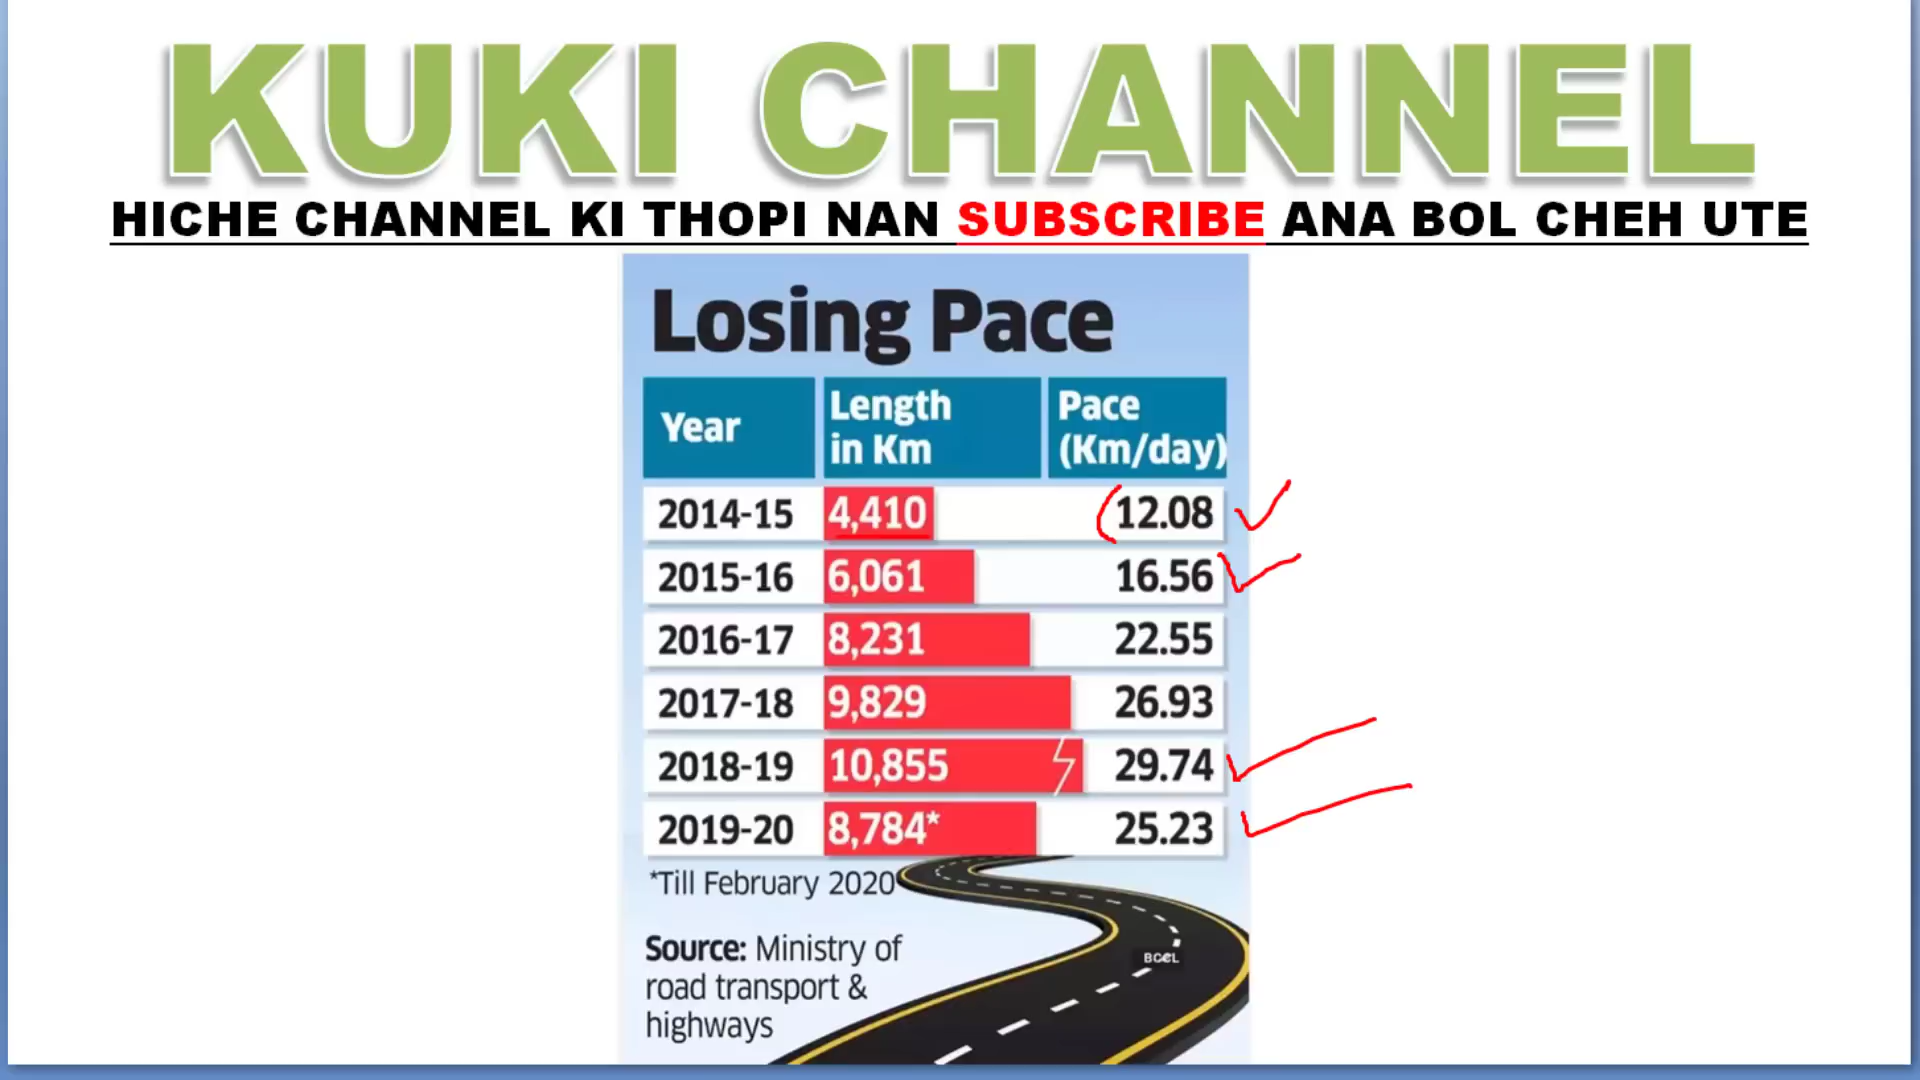 KUKI CHANNEL
HICHE CHANNEL KI THOPI NAN SUBSCRIBE ANA BOL CHEH UTE
Losing Pace
Year Length in Km Pace (Km/day)
2014-15 4,410 12.08
2015-16 6,061 16.56
2016-17 8,231 22.55
2017-18 9,829 26.93
2018-19 10,855 29.74
2019-20 8,784* 25.23
*Till February 2020
Source: Ministry of
road transport &
highways
BCCL